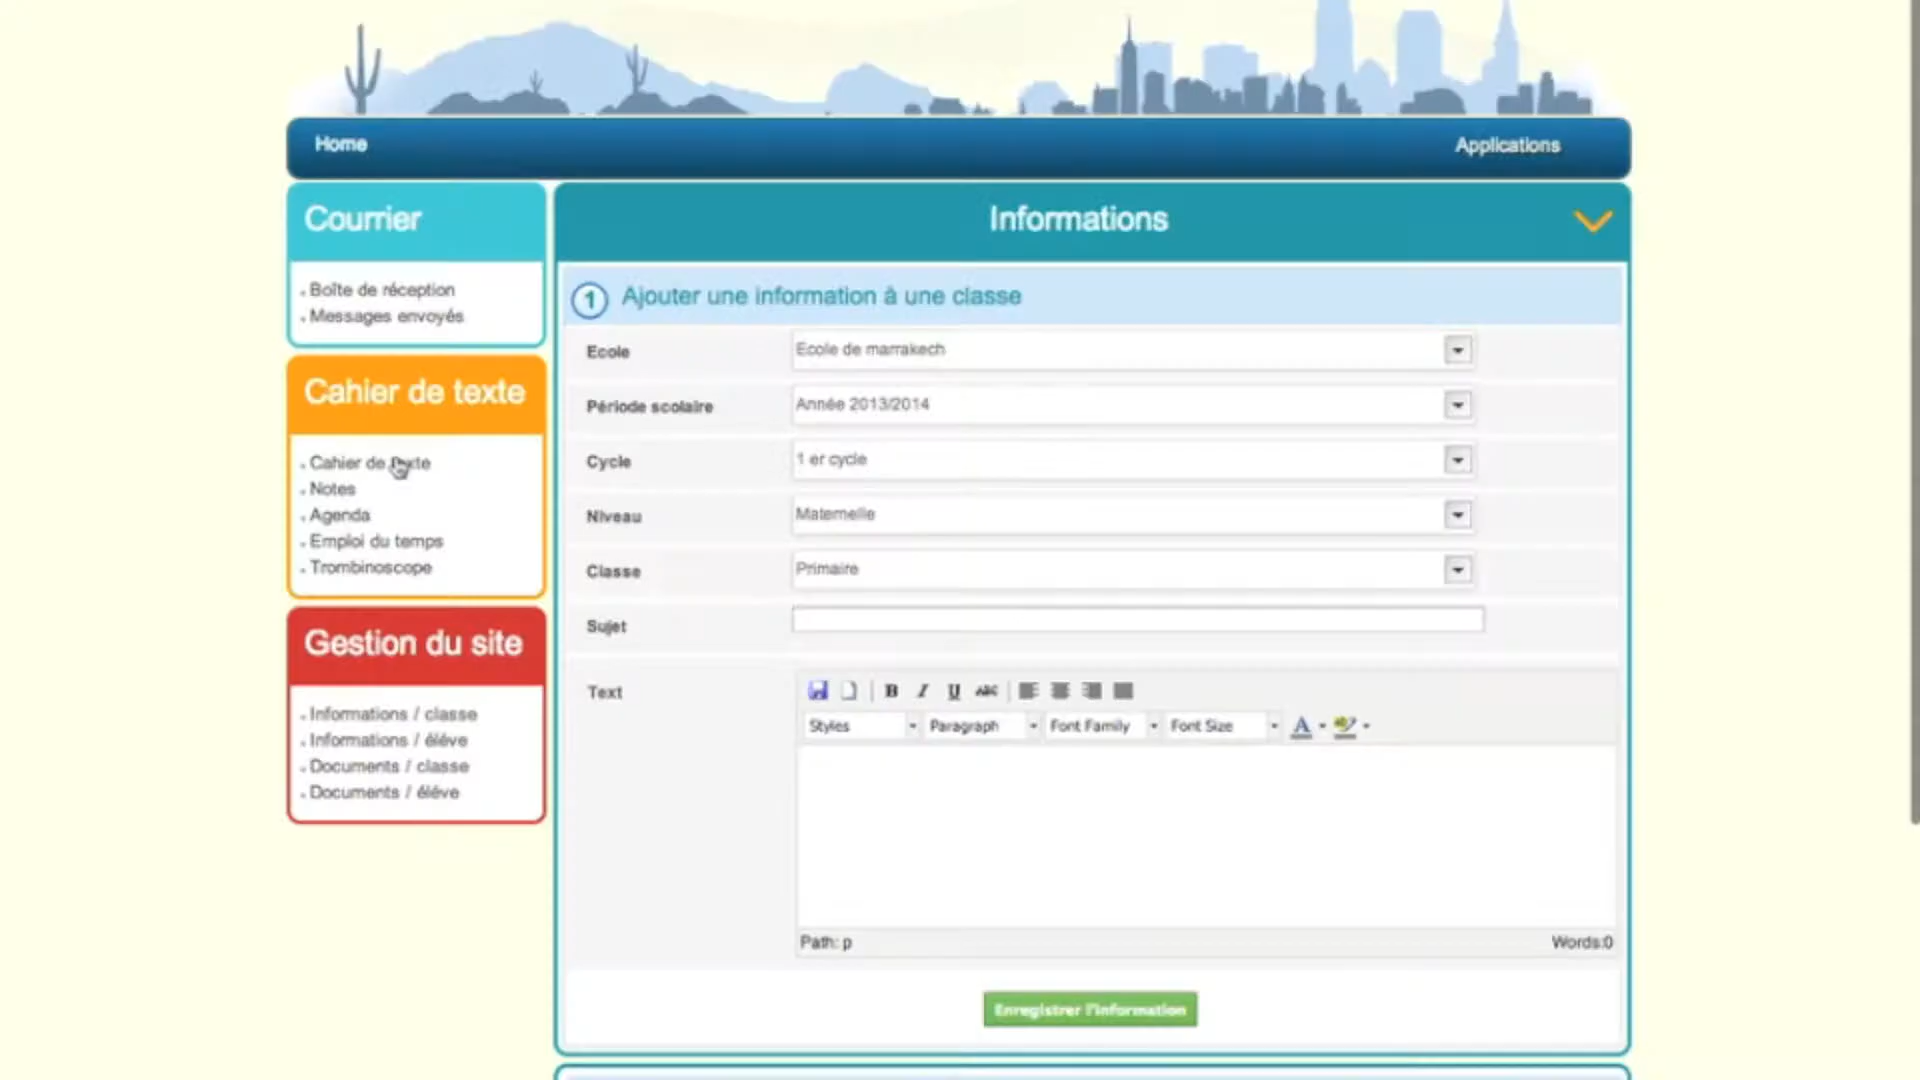 Home
Applications
Courrier
Boîte de réception
Messages envoyés
Cahier de texte
Cahier de texte
Notes
Agenda
Emploi du temps
Trombinoscope
Gestion du site
Informations / classe
Informations / éléve
Documents / classe
Documents / éléve
Informations
1 Ajouter une information à une classe
Ecole Ecole de marrakech
Période scolaire Année 2013/2014
Cycle 1 er cycle
Niveau Maternelle
Classe Primaire
Sujet
Text
B I U ABC
Styles Paragraph Font Family Font Size A
Path: p Words:0
Enregistrer l'information